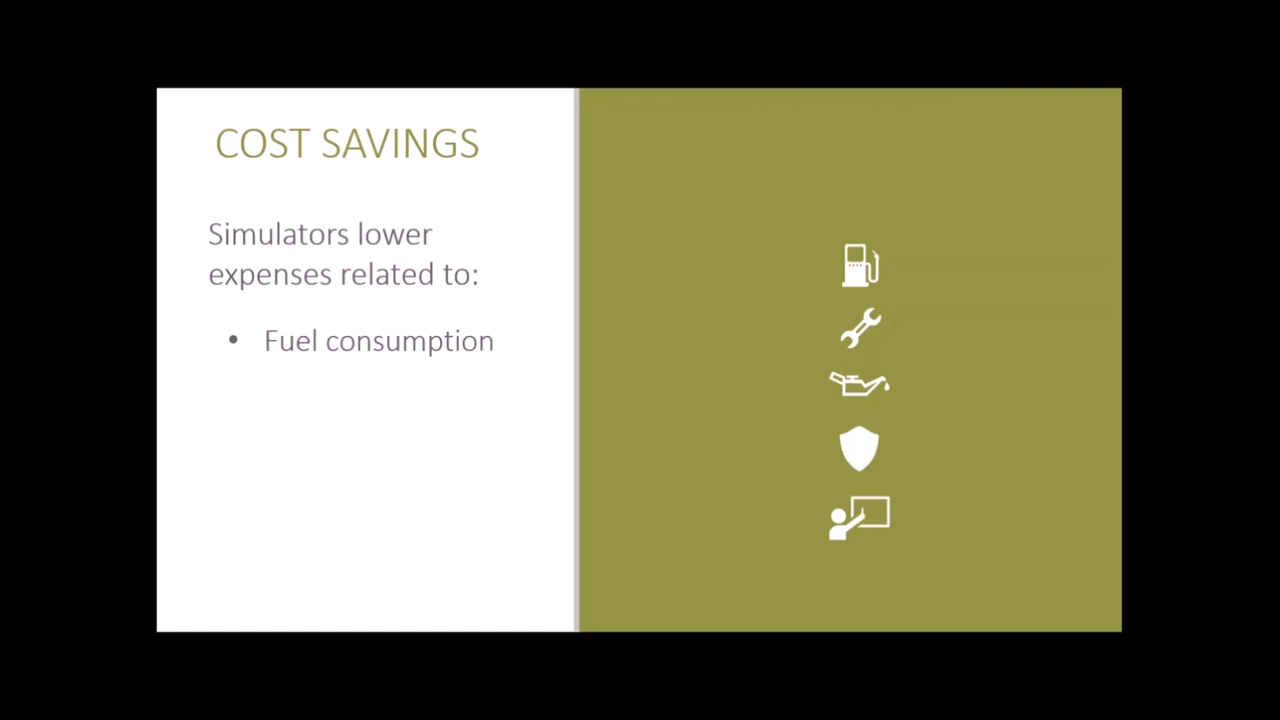 COST SAVINGS
Simulators lower
expenses related to:
• Fuel consumption